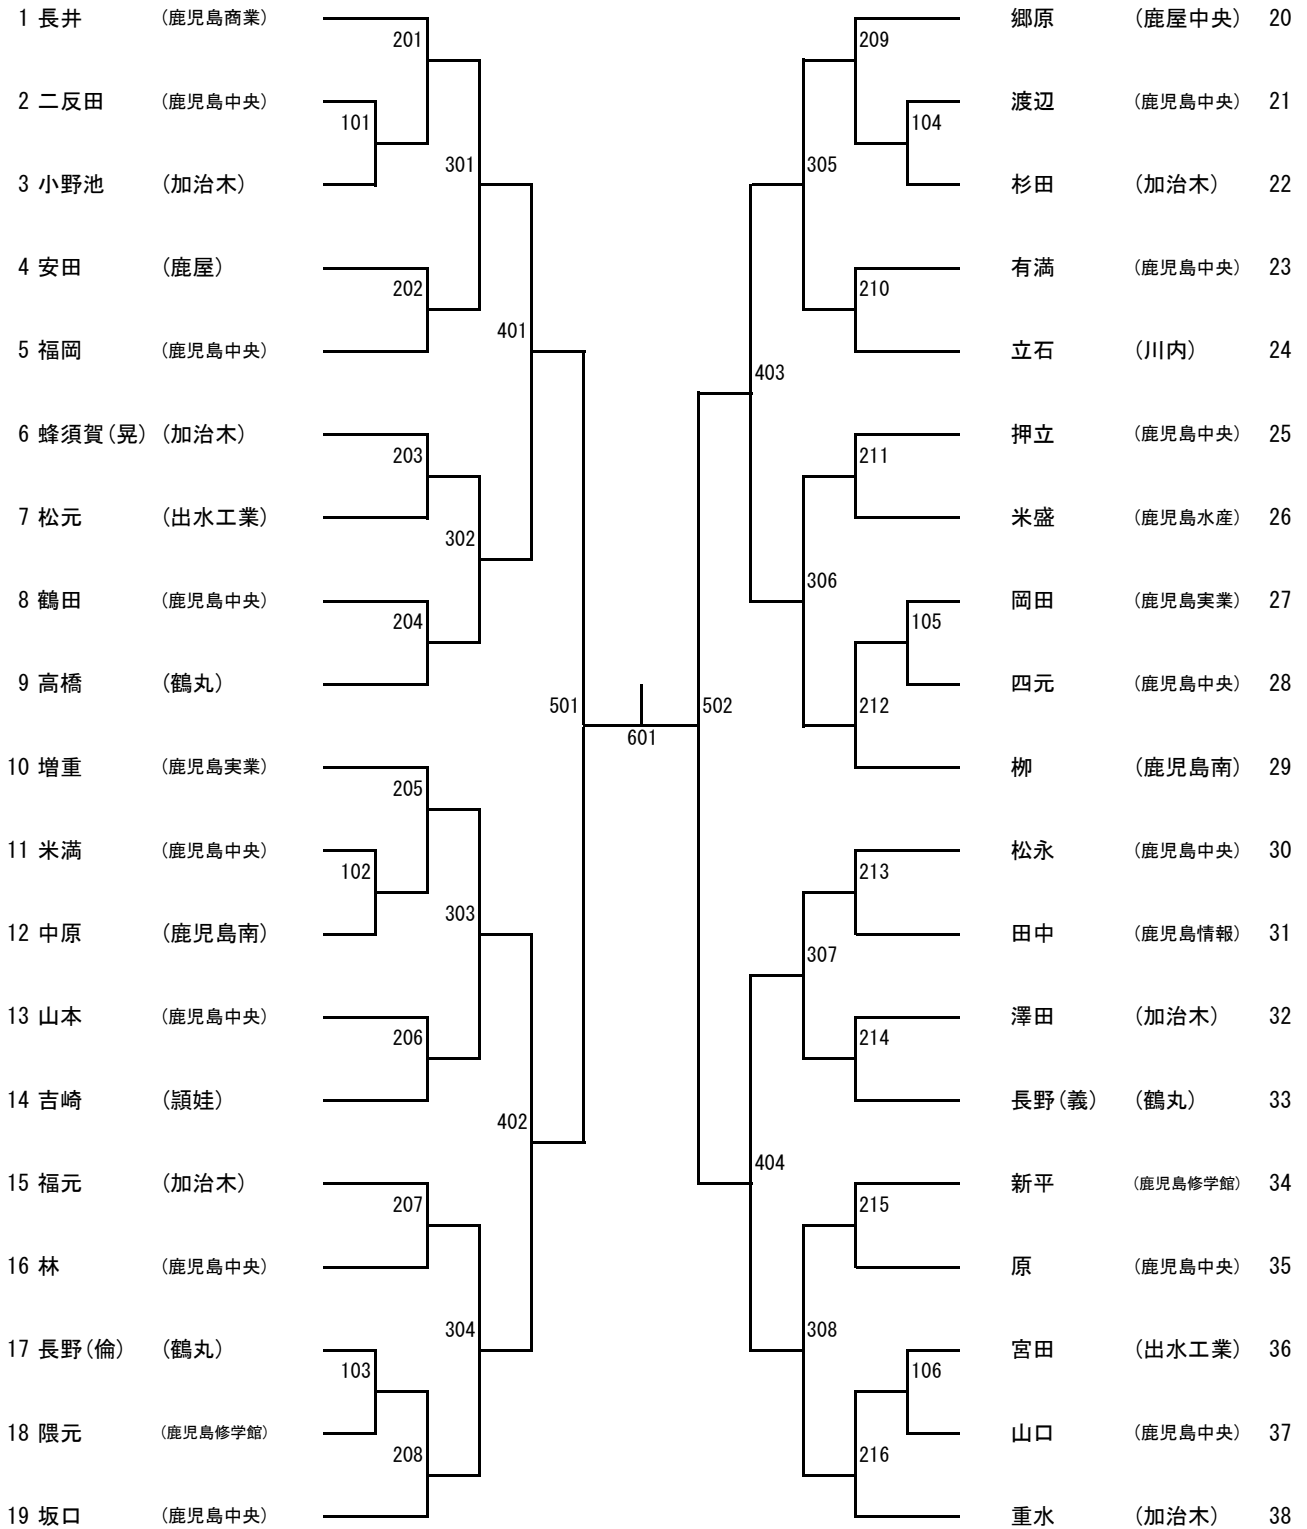 1 長井 (鹿児島商業)
201
2 二反田 (鹿児島中央)
101
3 小野池 (加治木)
301
4 安田 (鹿屋)
202
401
5 福岡 (鹿児島中央)
6 蜂須賀(晃) (加治木)
203
7 松元 (出水工業)
302
8 鶴田 (鹿児島中央)
204
9 高橋 (鶴丸)
501
10 増重 (鹿児島実業)
205
11 米満 (鹿児島中央)
102
303
12 中原 (鹿児島南)
13 山本 (鹿児島中央)
206
14 吉崎 (頴娃)
402
15 福元 (加治木)
207
16 林 (鹿児島中央)
304
17 長野(倫) (鶴丸)
103
18 隈元 (鹿児島修学館)
208
19 坂口 (鹿児島中央)
601
郷原 (鹿屋中央) 20
209
渡辺 (鹿児島中央) 21
104
305
杉田 (加治木) 22
有満 (鹿児島中央) 23
210
立石 (川内) 24
403
押立 (鹿児島中央) 25
211
米盛 (鹿児島水産) 26
306
岡田 (鹿児島実業) 27
105
四元 (鹿児島中央) 28
502
212
栁 (鹿児島南) 29
松永 (鹿児島中央) 30
213
田中 (鹿児島情報) 31
307
澤田 (加治木) 32
214
長野(義) (鶴丸) 33
404
新平 (鹿児島修学館) 34
215
原 (鹿児島中央) 35
308
宮田 (出水工業) 36
106
山口 (鹿児島中央) 37
216
重水 (加治木) 38